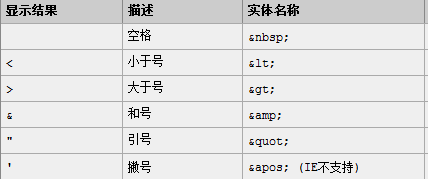 显示结果 描述 实体名称
空格 &nbsp;
< 小于号 &lt;
> 大于号 &gt;
& 和号 &amp;
" 引号 &quot;
' 撇号 &apos; (IE不支持)